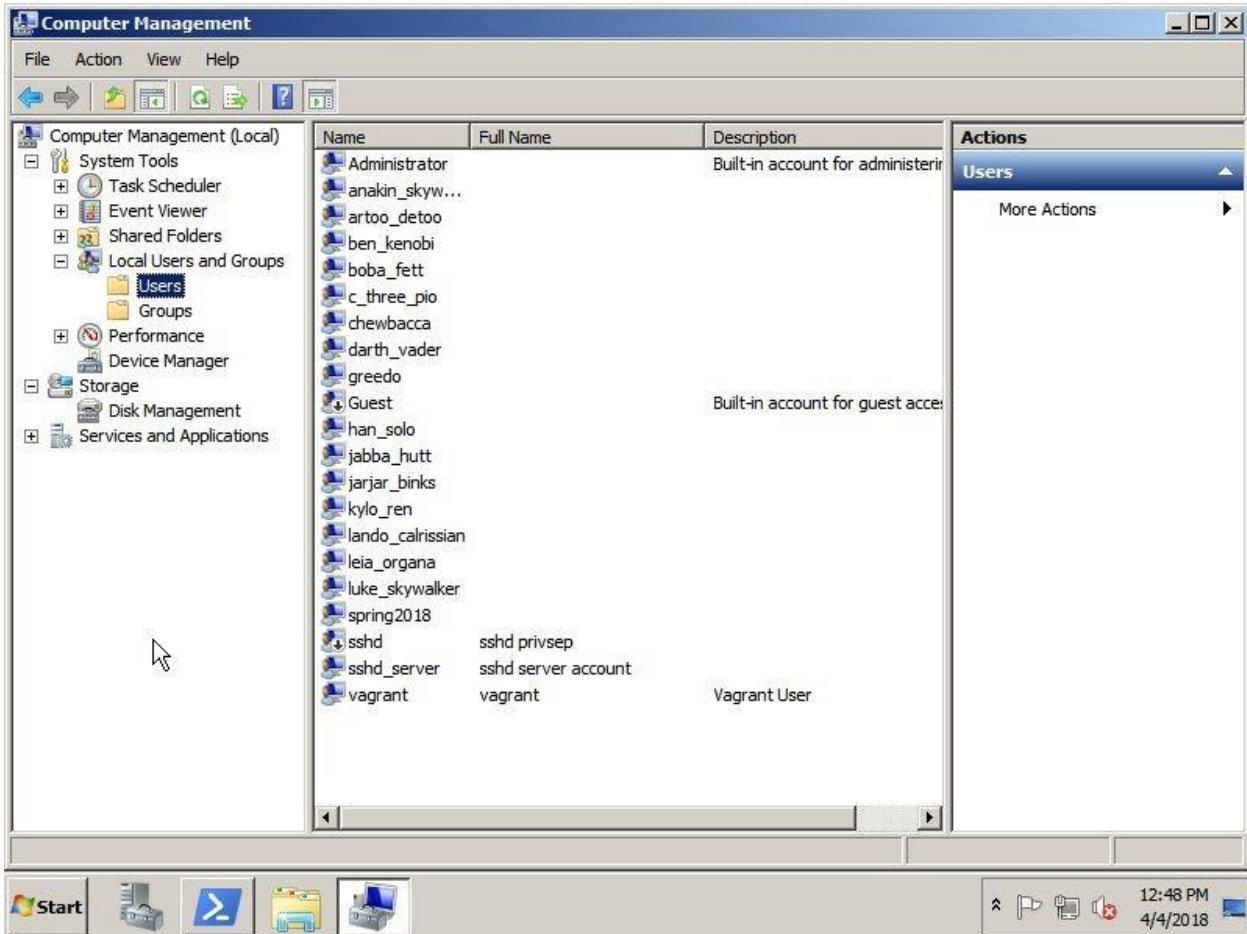 Computer Management
File Action View Help
Computer Management (Local)
System Tools
Task Scheduler
Event Viewer
Shared Folders
Local Users and Groups
Users
Groups
Performance
Device Manager
Storage
Disk Management
Services and Applications
Name Full Name Description
Administrator Built-in account for administerin
anakin_skyw...
artoo_detoo
ben_kenobi
boba_fett
c_three_pio
chewbacca
darth_vader
greedo
Guest Built-in account for guest acces
han_solo
jabba_hutt
jarjar_binks
kylo_ren
lando_calrissian
leia_organa
luke_skywalker
spring2018
sshd sshd privsep
sshd_server sshd server account
vagrant vagrant Vagrant User
Actions
Users
More Actions
Start
12:48 PM
4/4/2018